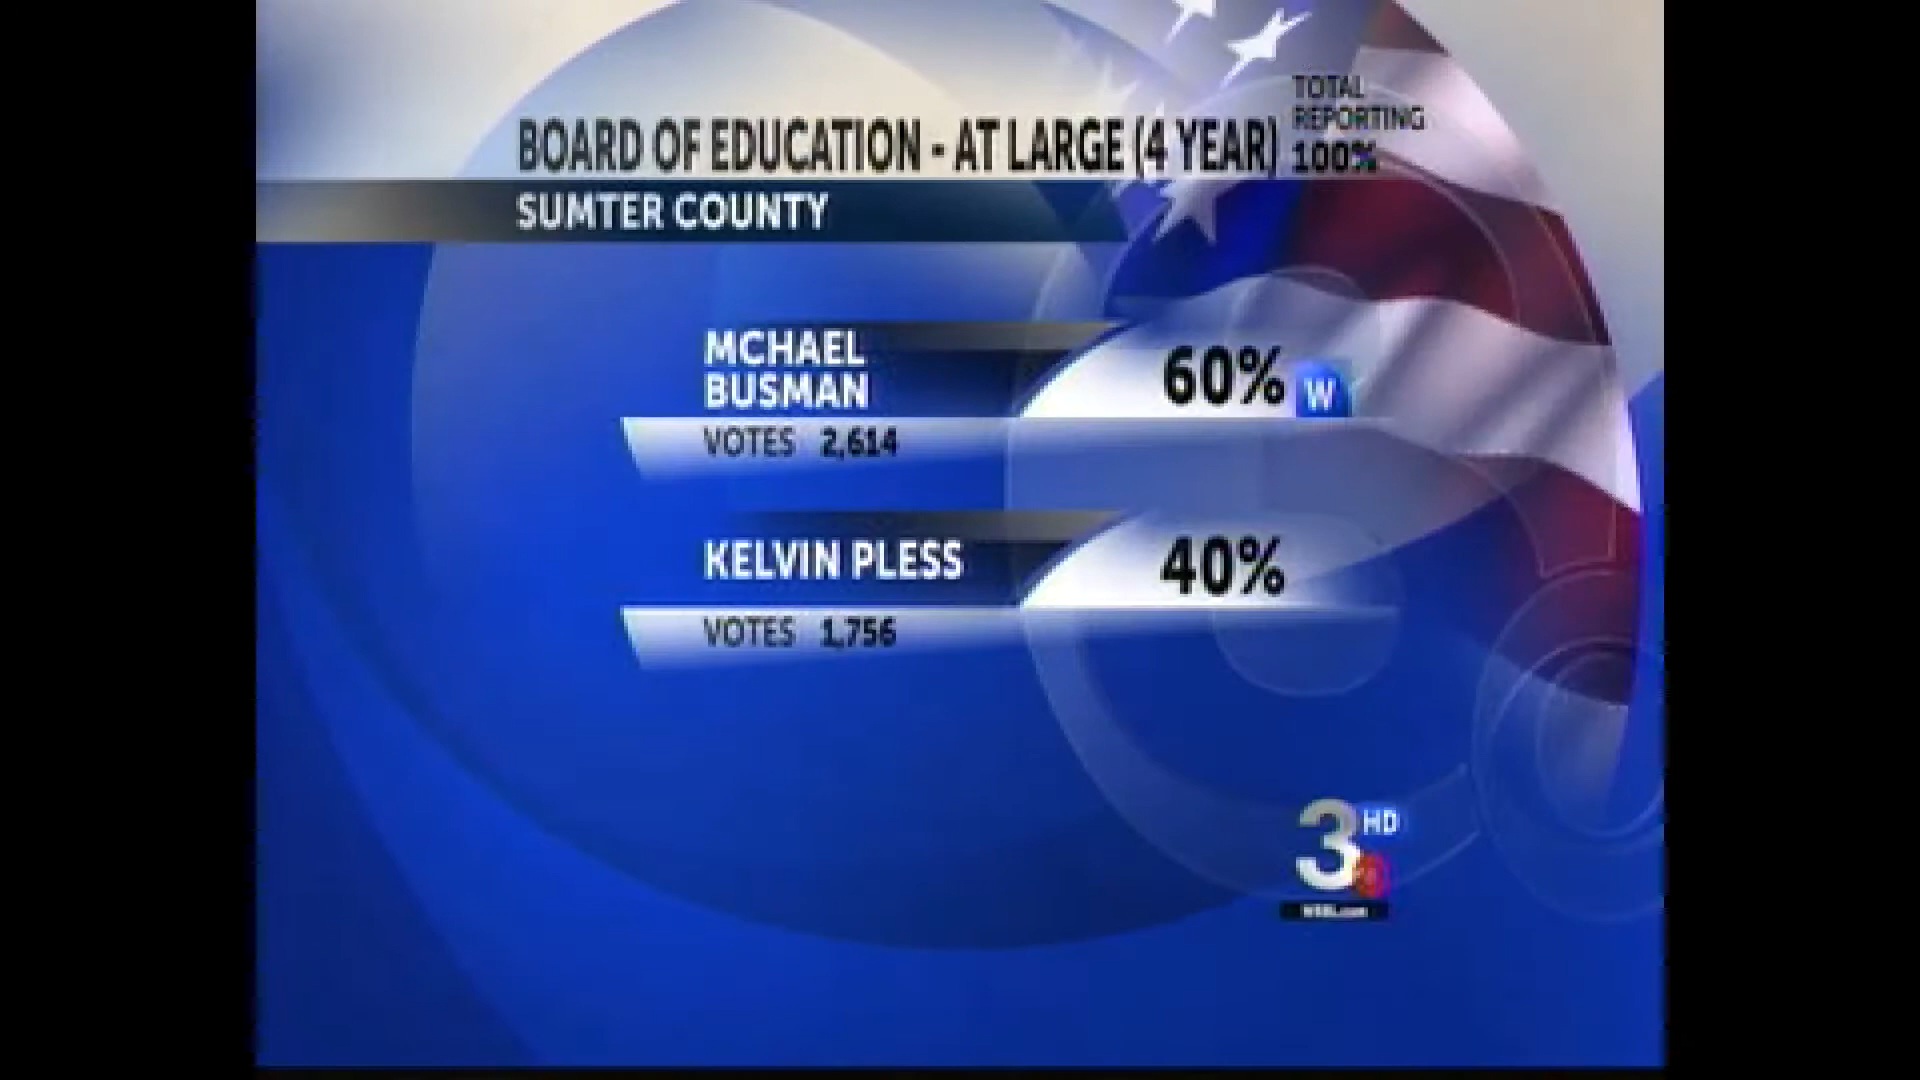 TOTAL
REPORTING
BOARD OF EDUCATION - AT LARGE (4 YEAR) 100%
SUMTER COUNTY
MCHAEL
BUSMAN
60% W
VOTES 2,614
KELVIN PLESS 40%
VOTES 1,756
3 HD